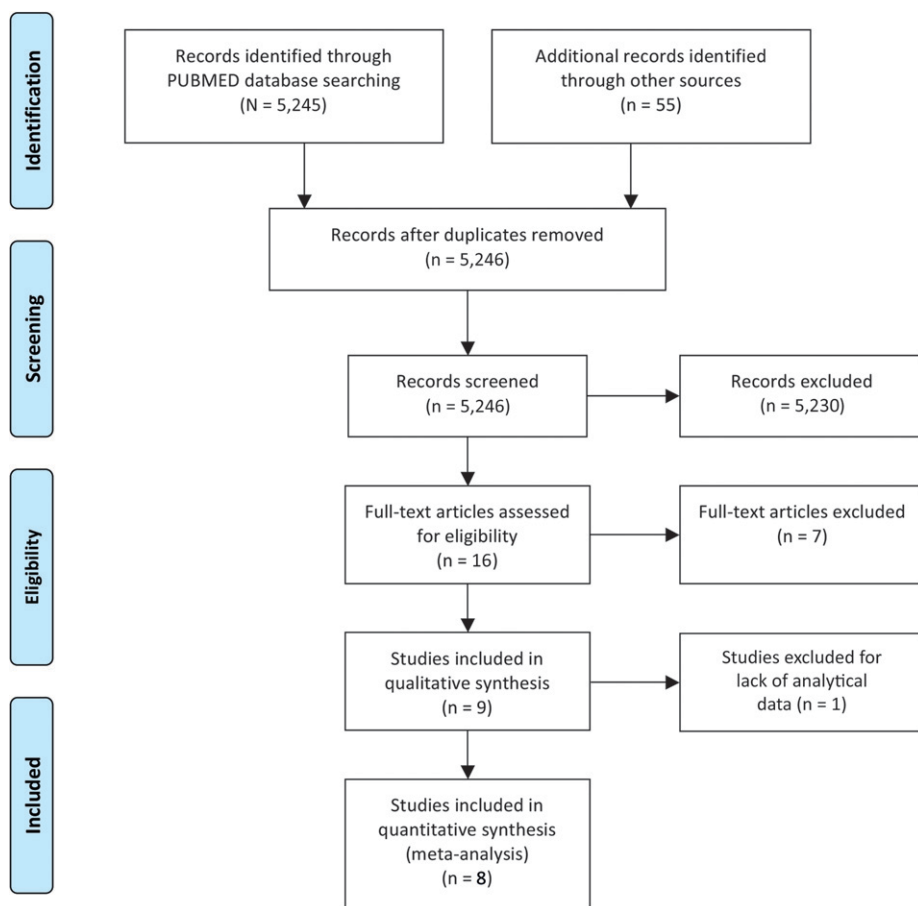 Identification
Records identified through
PUBMED database searching
(N = 5,245)
Additional records identified
through other sources
(n = 55)
Records after duplicates removed
(n = 5,246)
Screening
Records screened
(n = 5,246)
Records excluded
(n = 5,230)
Eligibility
Full-text articles assessed
for eligibility
(n = 16)
Full-text articles excluded
(n = 7)
Studies included in
qualitative synthesis
(n = 9)
Studies excluded for
lack of analytical
data (n = 1)
Included
Studies included in
quantitative synthesis
(meta-analysis)
(n = 8)